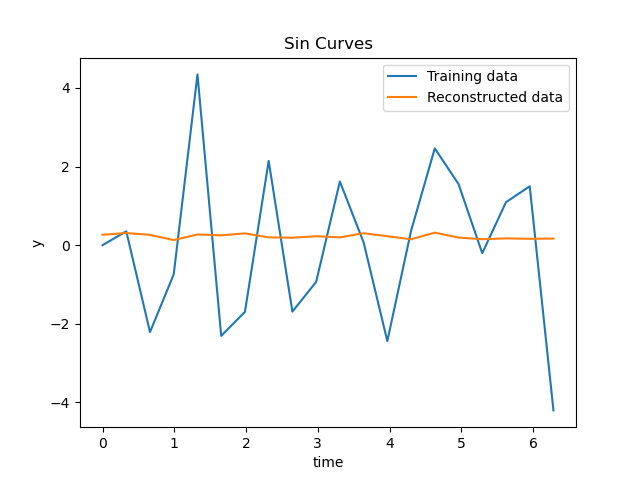 Sin Curves
Training data
Reconstructed data
y
4
2
0
−2
−4
0 1 2 3 4 5 6
time